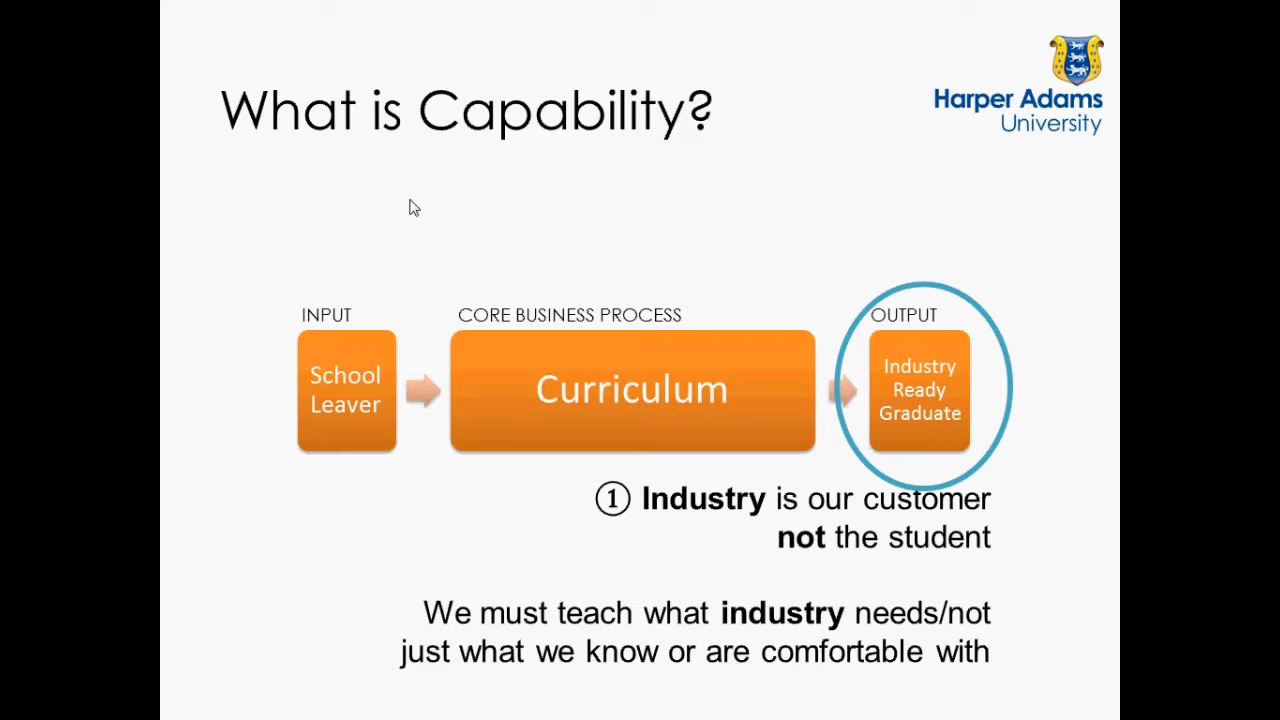 Harper Adams
University
What is Capability?
INPUT
CORE BUSINESS PROCESS
OUTPUT
School
Leaver
Curriculum
Industry
Ready
Graduate
① Industry is our customer
not the student
We must teach what industry needs/not
just what we know or are comfortable with